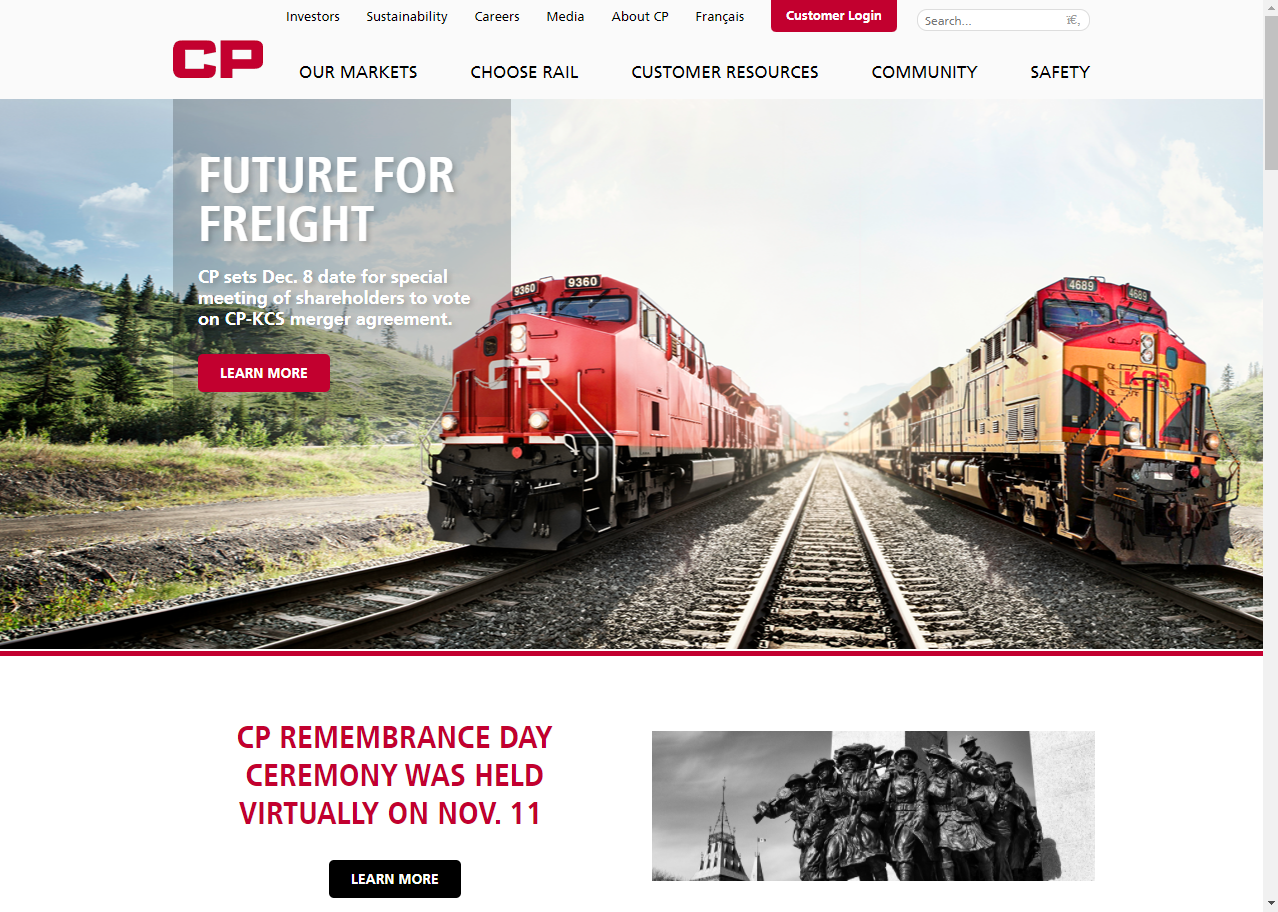 Investors Sustainability Careers Media About CP Français Customer Login Search... ï€‚
CP
OUR MARKETS CHOOSE RAIL CUSTOMER RESOURCES COMMUNITY SAFETY
FUTURE FOR
FREIGHT
CP sets Dec. 8 date for special
meeting of shareholders to vote
on CP-KCS merger agreement.
LEARN MORE
9360 9360
CP
4689 4689
KCS
CP REMEMBRANCE DAY
CEREMONY WAS HELD
VIRTUALLY ON NOV. 11
LEARN MORE